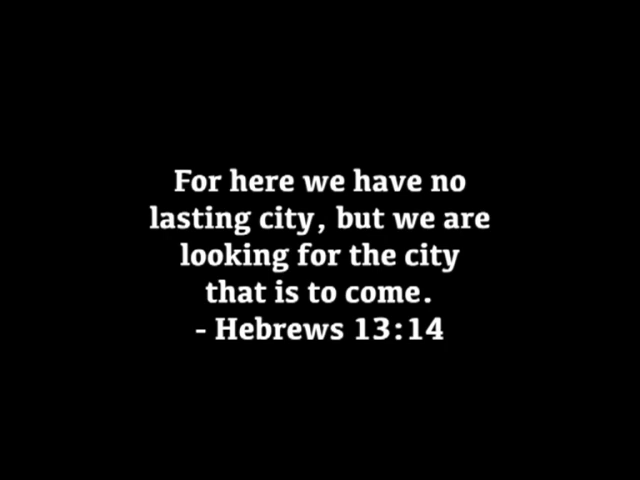 For here we have no
lasting city, but we are
looking for the city
that is to come.
- Hebrews 13:14